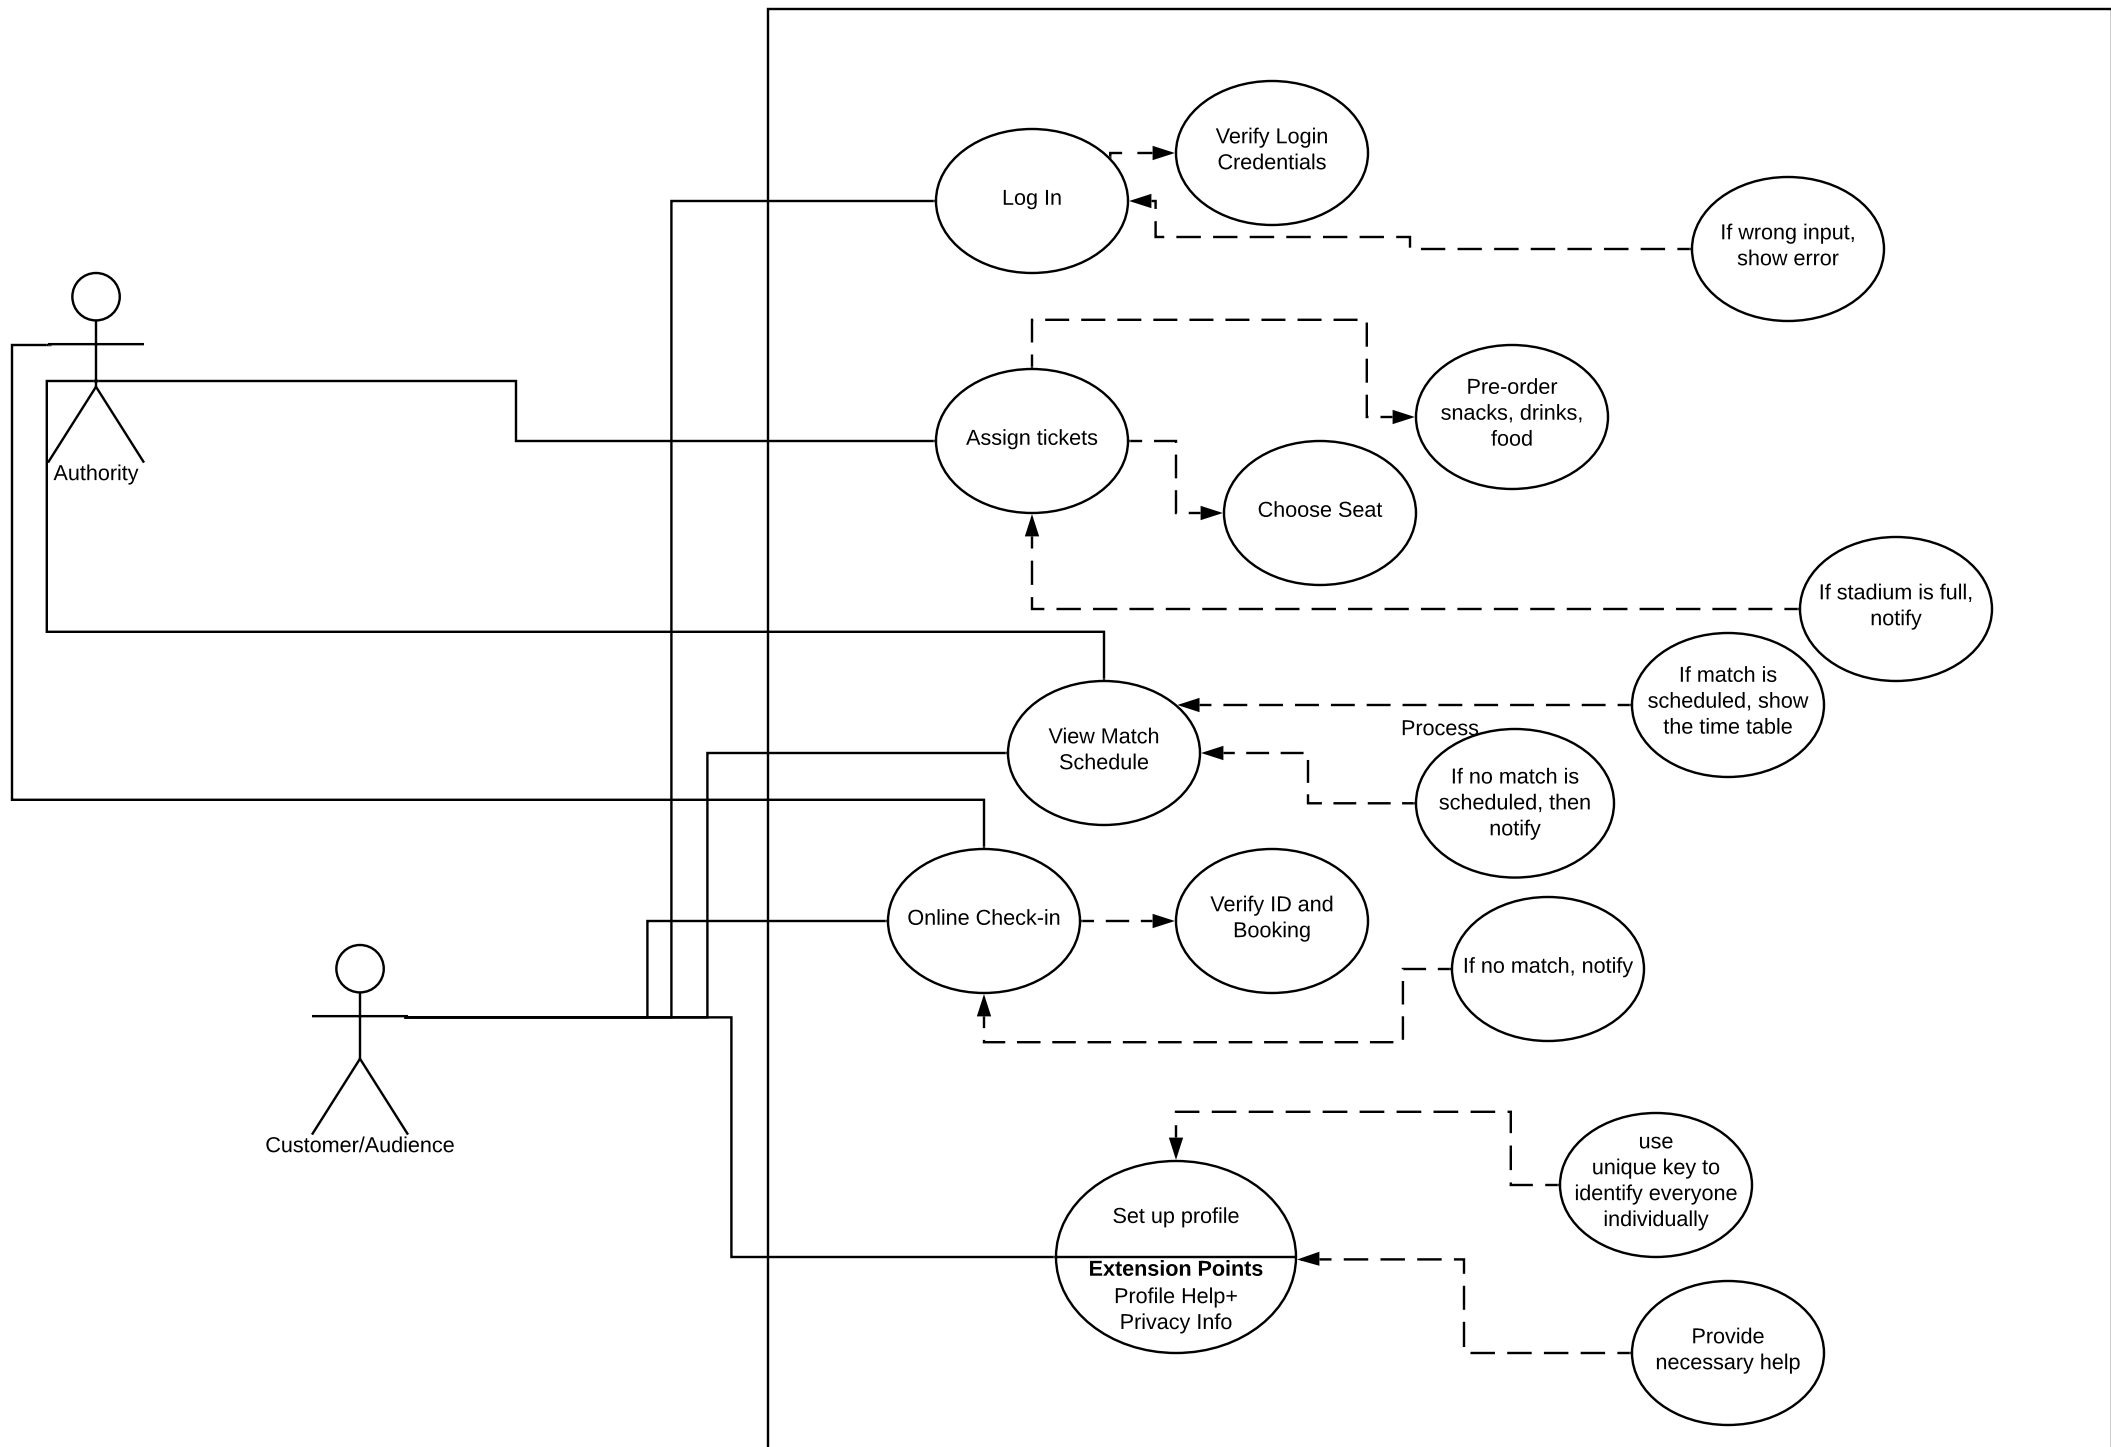 Verify Login
Credentials
Log In
If wrong input,
show error
Authority
Pre-order
snacks, drinks,
food
Assign tickets
Choose Seat
If stadium is full,
notify
If match is
scheduled, show
the time table
Process
View Match
Schedule
If no match is
scheduled, then
notify
Online Check-in
Verify ID and
Booking
If no match, notify
Customer/Audience
use
unique key to
identify everyone
individually
Set up profile
Extension Points
Profile Help+
Privacy Info
Provide
necessary help